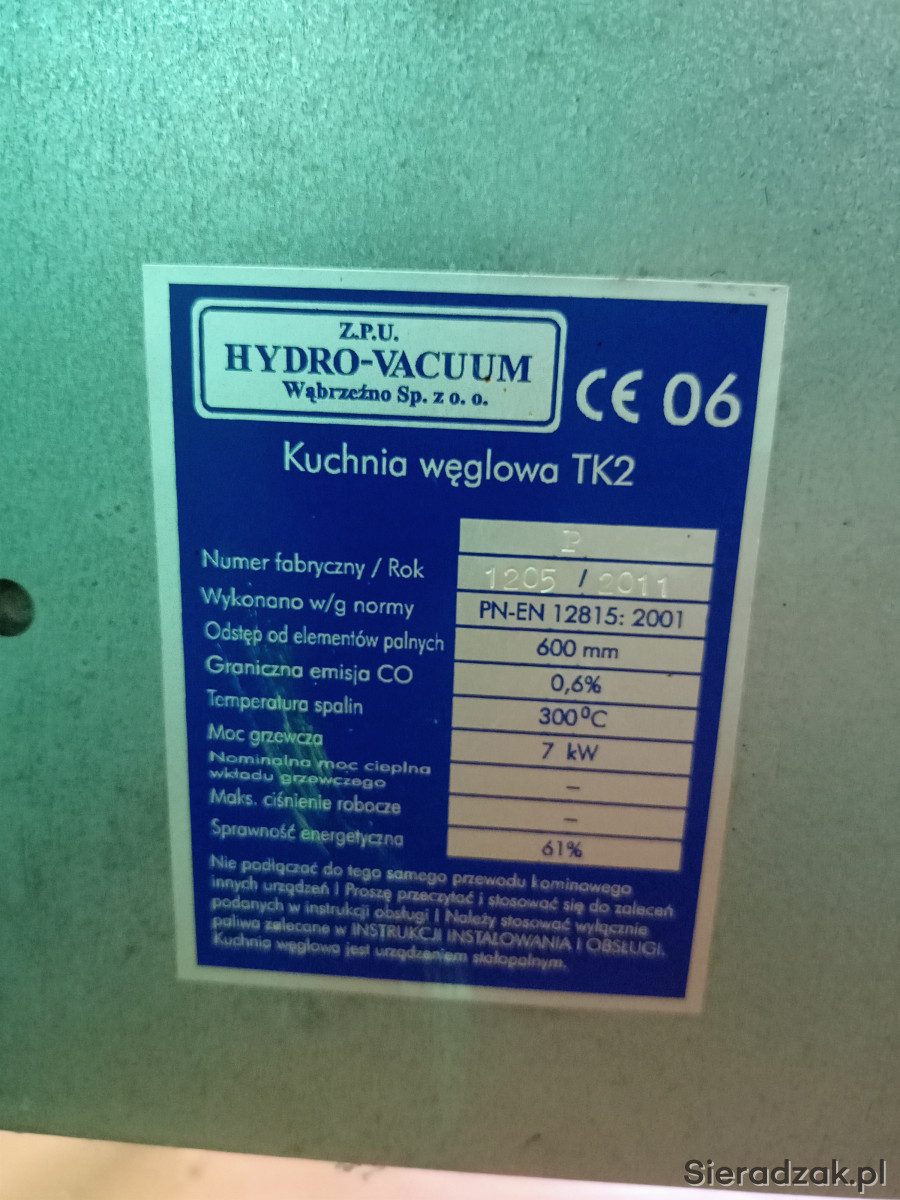 Z.P.U.
HYDRO-VACUUM
Wąbrzeźno Sp. z o. o.
CE 06
Kuchnia węglowa TK2
P
Numer fabryczny / Rok 1205 / 2011
Wykonano w/g normy PN-EN 12815: 2001
Odstęp od elementów palnych 600 mm
Graniczna emisja CO 0,6%
Temperatura spalin 300°C
Moc grzewcza 7 kW
Nominalna moc cieplna
wkładu grzewczego –
Maks. ciśnienie robocze –
Sprawność energetyczna 61%
Nie podłączać do tego samego przewodu kominowego
innych urządzeń ! Proszę przeczytać i stosować się do zaleceń
podanych w instrukcji obsługi ! Należy stosować wyłącznie
paliwa zalecane w INSTRUKCJI INSTALOWANIA I OBSŁUGI.
Kuchnia węglowa jest urządzeniem stałopalnym.
Sieradzak.pl